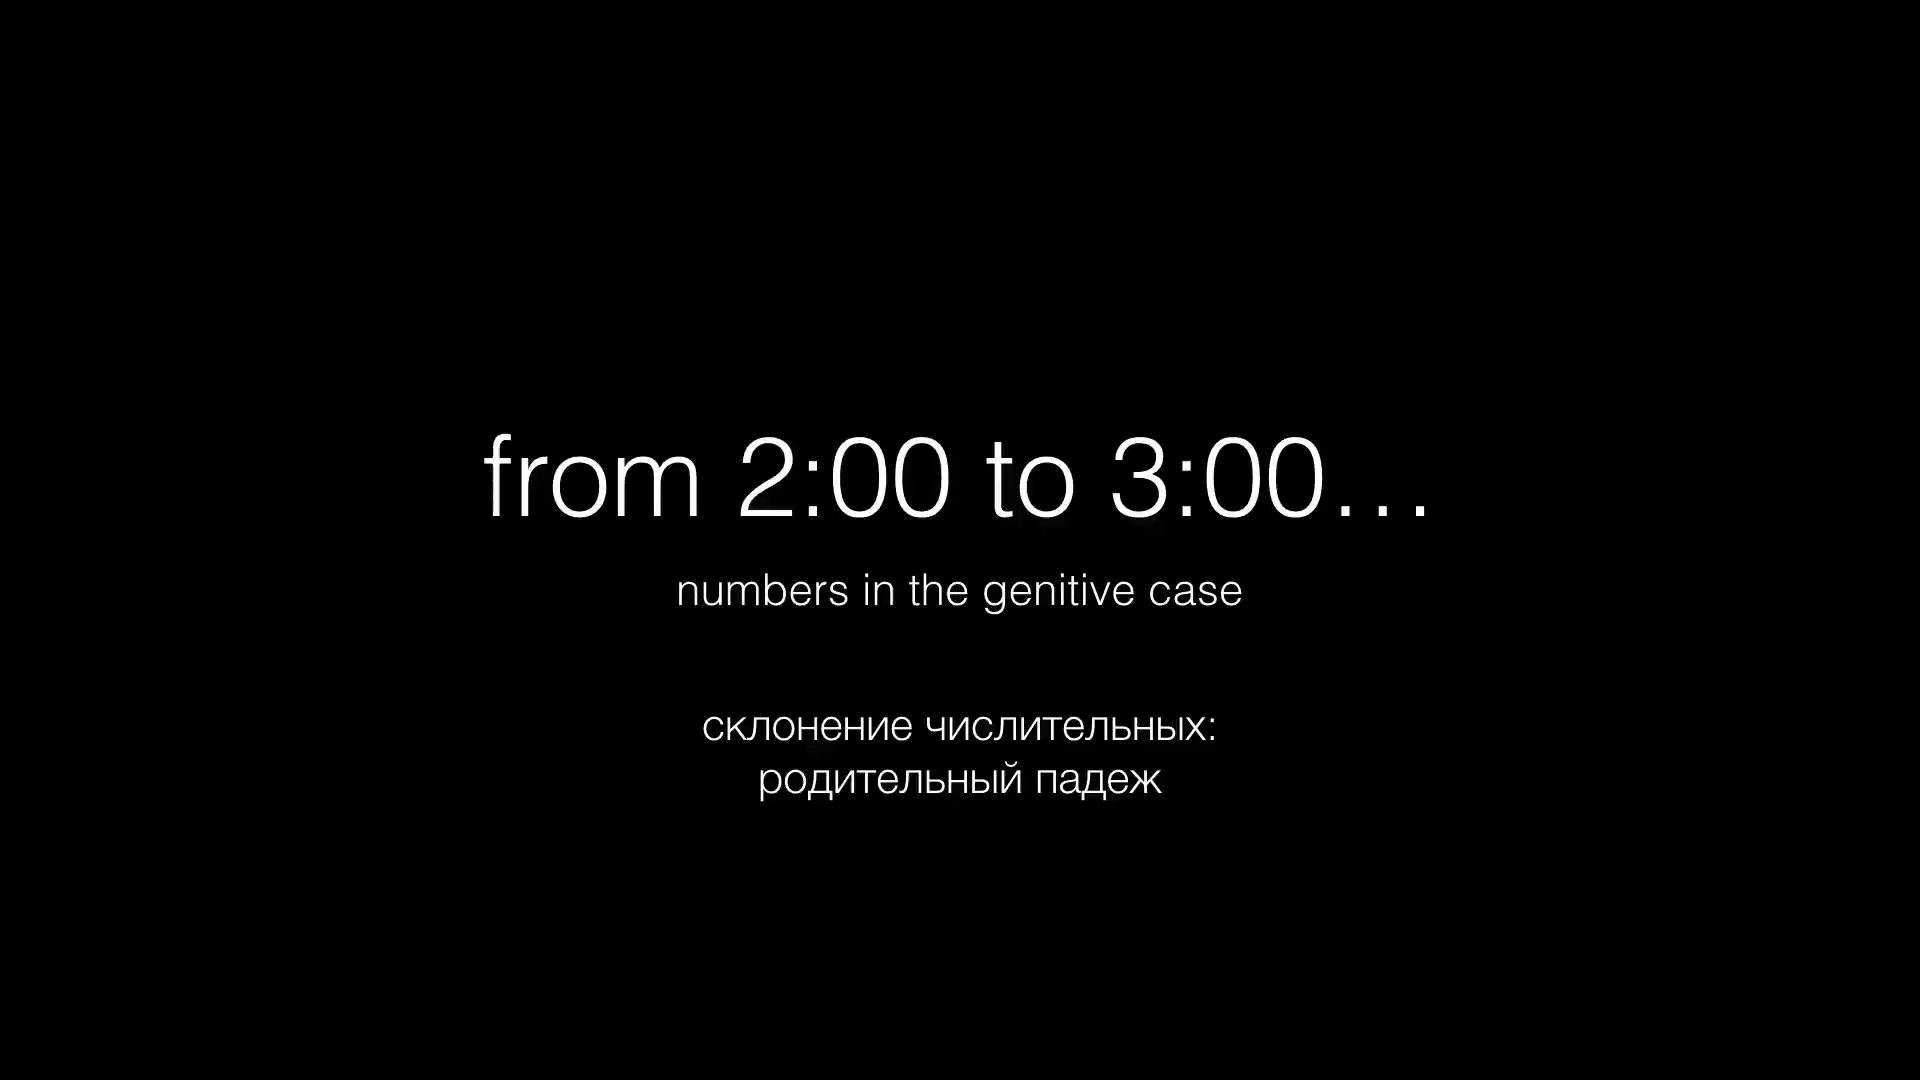 from 2:00 to 3:00...
numbers in the genitive case
склонение числительных:
родительный падеж